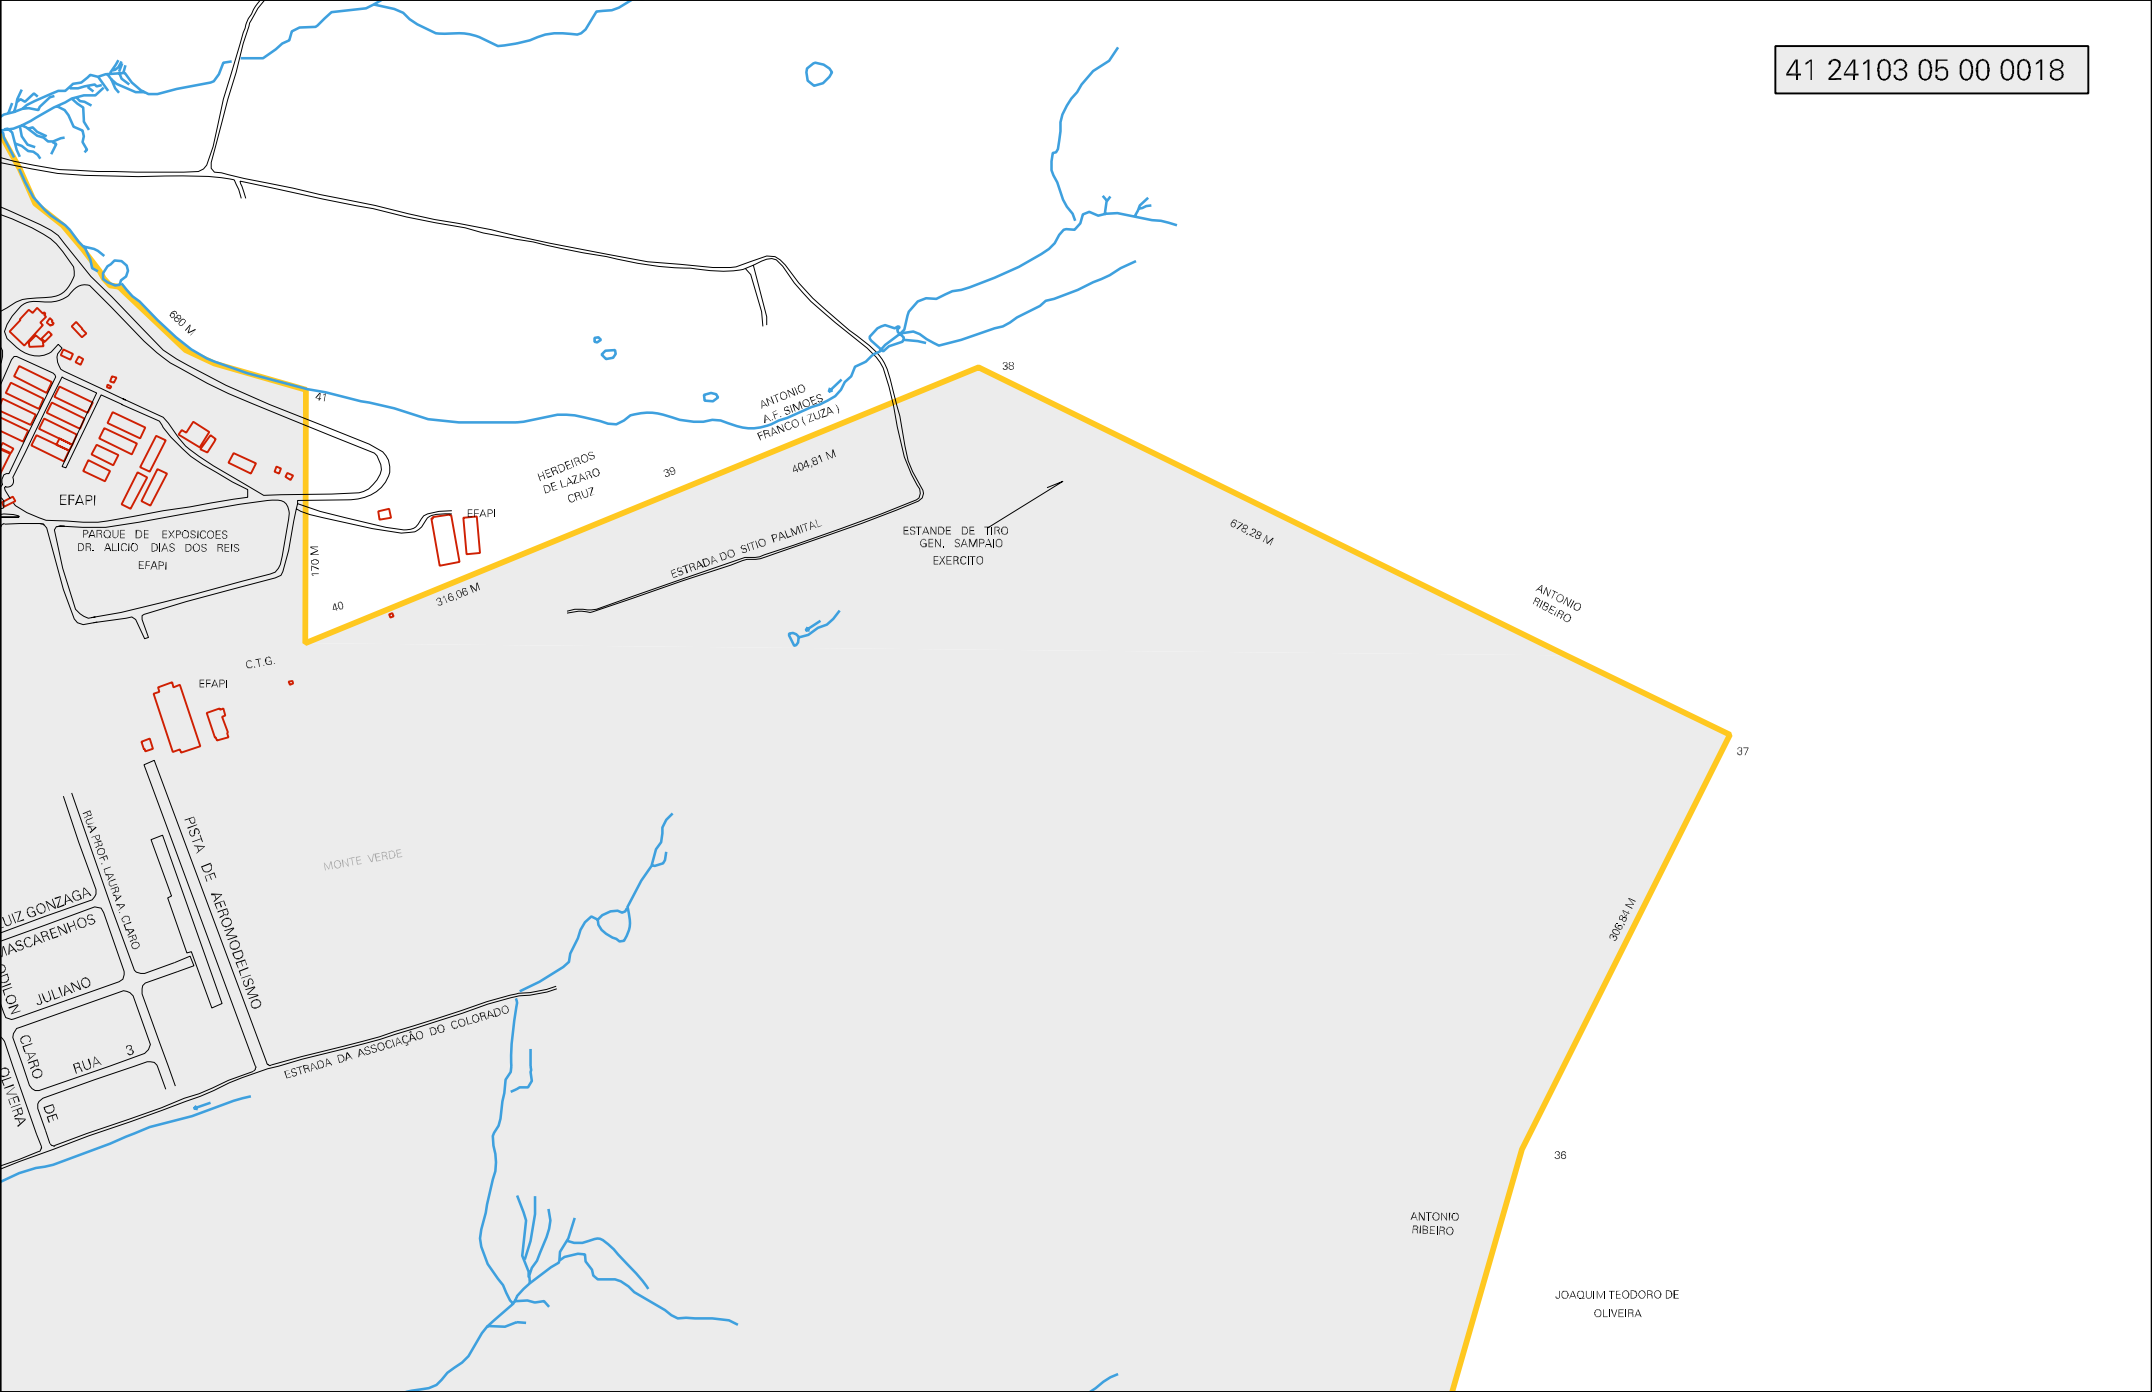 41 24103 05 00 0018
680 M
41
38
ANTONIO
A.F. SIMOES
FRANCO ( ZUZA )
HERDEIROS
DE LAZARO
CRUZ
39
404,81 M
EFAPI
EFAPI
PARQUE DE EXPOSICOES
DR. ALICIO DIAS DOS REIS
EFAPI
170 M
40
316,06 M
ESTRADA DO SITIO PALMITAL
ESTANDE DE TIRO
GEN. SAMPAIO
EXERCITO
678,28 M
ANTONIO
RIBEIRO
C.T.G.
EFAPI
37
RUA PROF. LAURA A. CLARO
PISTA DE AEROMODELISMO
MONTE VERDE
LUIZ GONZAGA
MASCARENHOS
ODILON
JULIANO
306,84 M
CLARO
RUA 3
ESTRADA DA ASSOCIAÇÃO DO COLORADO
OLIVEIRA
DE
36
ANTONIO
RIBEIRO
JOAQUIM TEODORO DE
OLIVEIRA